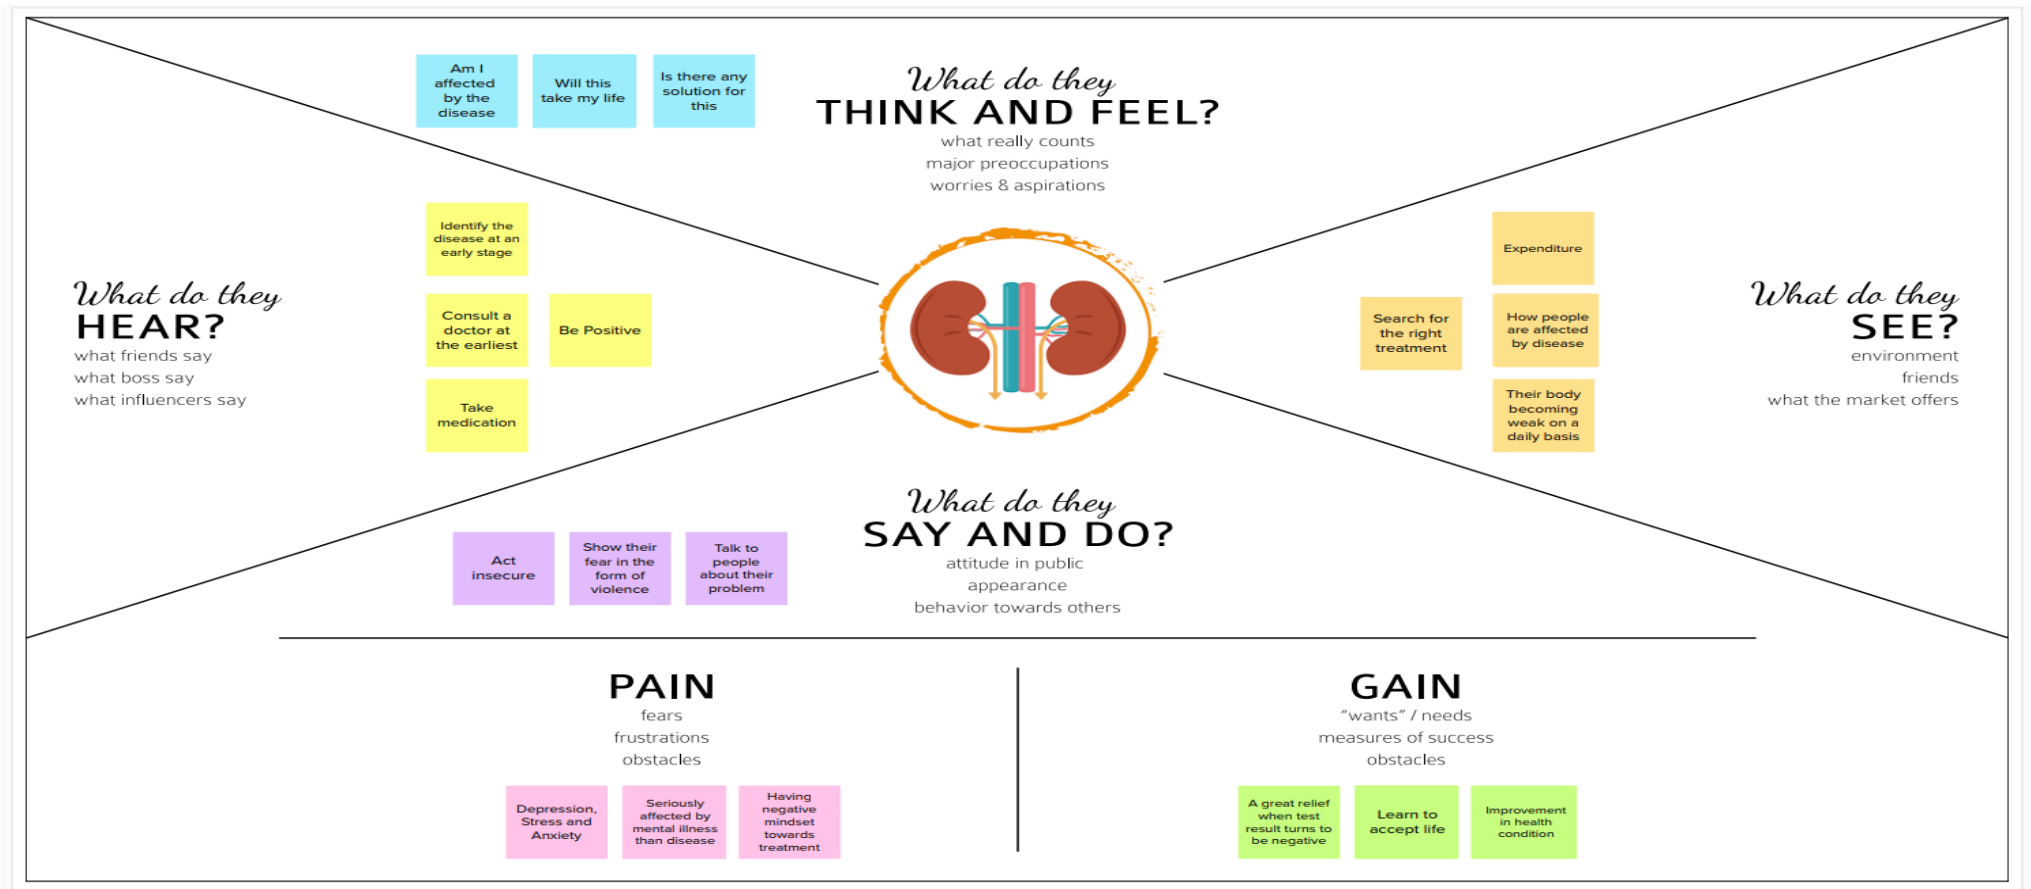 Am I
affected
by the
disease
Will this
take my life
Is there any
solution for
this
What do they
THINK AND FEEL?
what really counts
major preoccupations
worries & aspirations
What do they
HEAR?
what friends say
what boss say
what influencers say
Identify the
disease at an
early stage
Consult a
doctor at
the earliest
Be Positive
Take
medication
Expenditure
Search for
the right
treatment
How people
are affected
by disease
Their body
becoming
weak on a
daily basis
What do they
SEE?
environment
friends
what the market offers
What do they
SAY AND DO?
attitude in public
appearance
behavior towards others
Act
insecure
Show their
fear in the
form of
violence
Talk to
people
about their
problem
PAIN
fears
frustrations
obstacles
Depression,
Stress and
Anxiety
Seriously
affected by
mental illness
than disease
Having
negative
mindset
towards
treatment
GAIN
"wants" / needs
measures of success
obstacles
A great relief
when test
result turns to
be negative
Learn to
accept life
Improvement
in health
condition